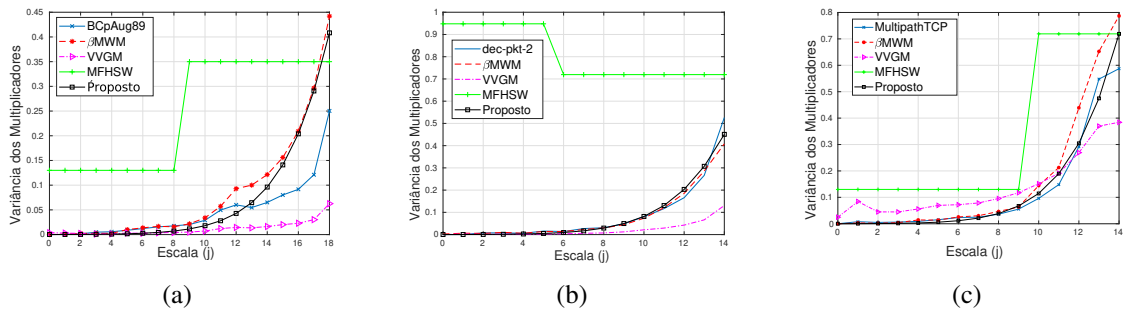 0.45
0.4
0.35
0.3
0.25
0.2
0.15
0.1
0.05
0
Variância dos Multiplicadores
BCpAug89
βMWM
VVGM
MFHSW
Proposto
0 2 4 6 8 10 12 14 16 18
Escala (j)
(a)
1
0.9
0.8
0.7
0.6
0.5
0.4
0.3
0.2
0.1
0
Variância dos Multiplicadores
dec-pkt-2
βMWM
VVGM
MFHSW
Proposto
0 2 4 6 8 10 12 14
Escala (j)
(b)
0.8
0.7
0.6
0.5
0.4
0.3
0.2
0.1
0
Variância dos Multiplicadores
MultipathTCP
βMWM
VVGM
MFHSW
Proposto
0 2 4 6 8 10 12 14
Escala (j)
(c)